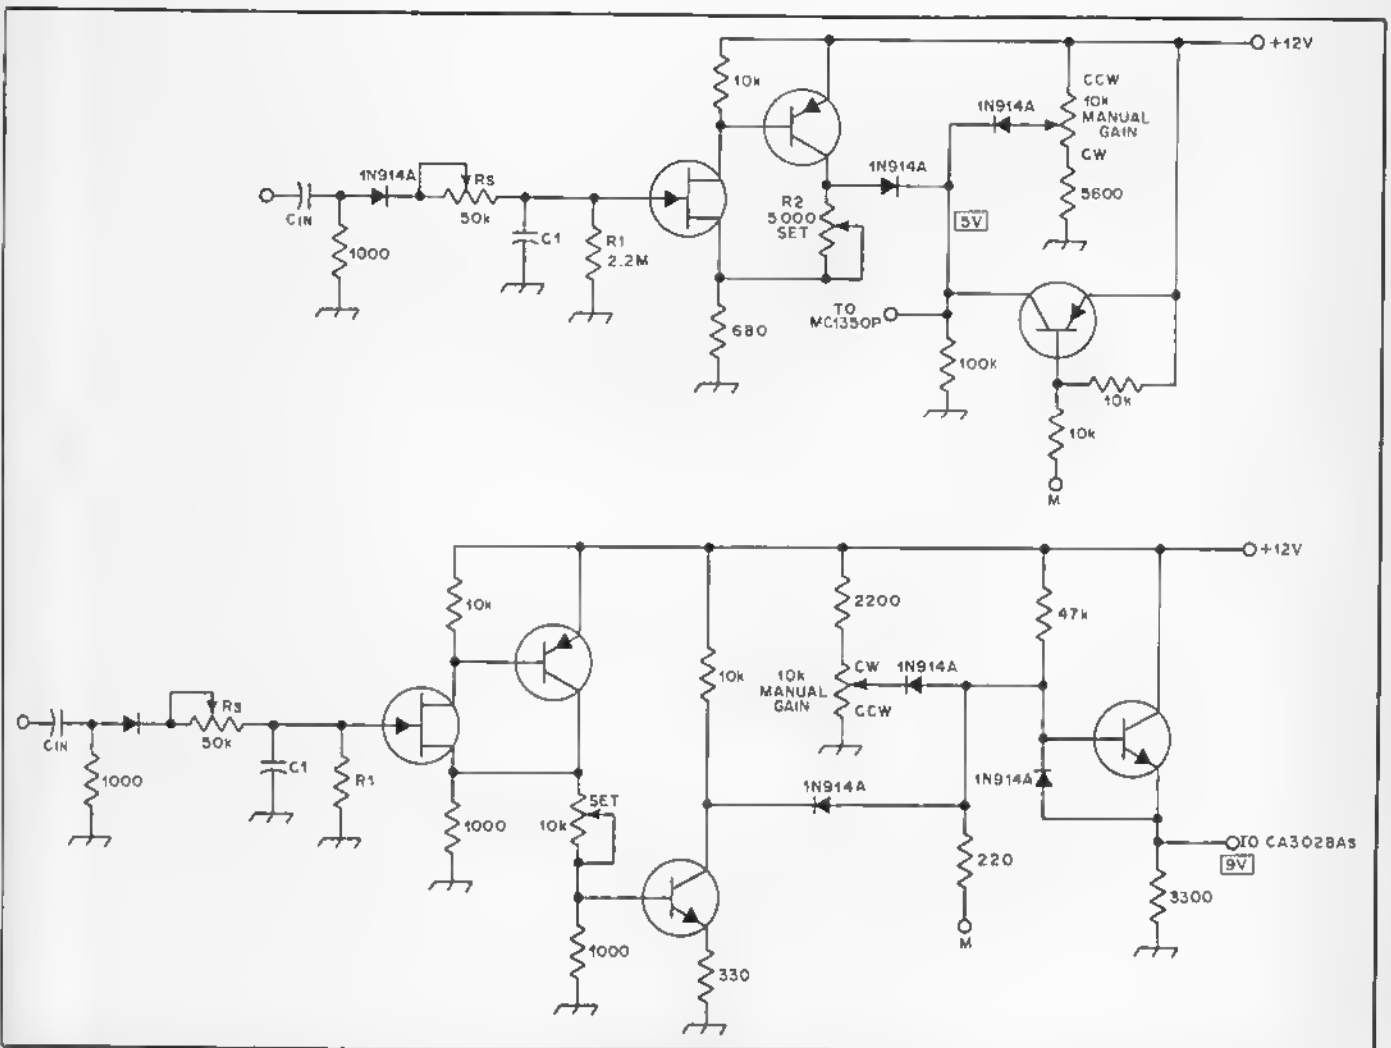 +12V
10k
CCW
10k
MANUAL
GAIN
CW
1N914A
1N914A
1N914A
RS
50k
CIN
1000
C1
R1
2.2M
R2
5000
SET
5V
5600
TO
MC1350P
680
100k
10k
10k
M
+12V
10k
2200
47k
10k
10k
MANUAL
GAIN
CW
CCW
1N914A
RS
50k
CIN
1000
C1
R1
1000
SET
10k
1N914A
1N914A
TO CA3028As
9V
220
3300
M
1000
330